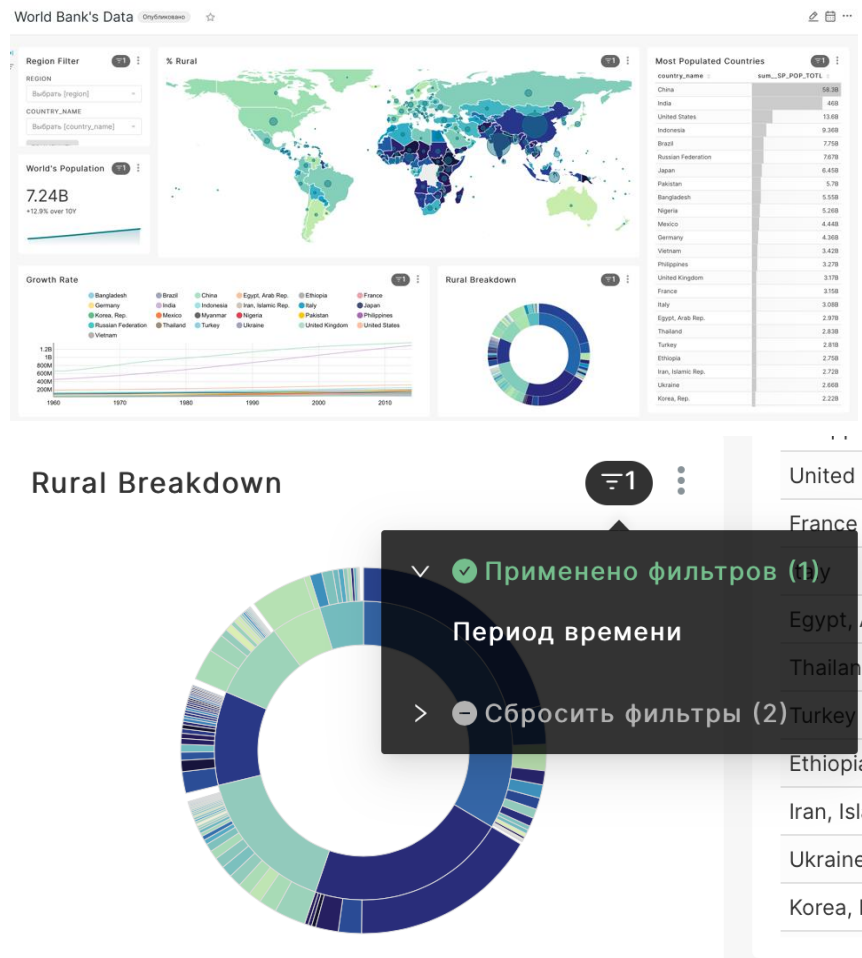 World Bank's Data Опубликовано
Region Filter 1
REGION
Выбрать [region]
COUNTRY_NAME
Выбрать [country_name]
World's Population 1
7.24B
+12.9% over 10Y
% Rural 1
Most Populated Countries 1
country_name sum__SP_POP_TOTL
China 58.3B
India 46B
United States 13.6B
Indonesia 9.36B
Brazil 7.75B
Russian Federation 7.67B
Japan 6.45B
Pakistan 5.7B
Bangladesh 5.55B
Nigeria 5.26B
Mexico 4.44B
Germany 4.36B
Vietnam 3.42B
Philippines 3.27B
United Kingdom 3.17B
France 3.15B
Italy 3.08B
Egypt, Arab Rep. 2.97B
Thailand 2.83B
Turkey 2.81B
Ethiopia 2.75B
Iran, Islamic Rep. 2.72B
Ukraine 2.66B
Korea, Rep. 2.22B
Growth Rate 1
Bangladesh Brazil China Egypt, Arab Rep. Ethiopia France
Germany India Indonesia Iran, Islamic Rep. Italy Japan
Korea, Rep. Mexico Myanmar Nigeria Pakistan Philippines
Russian Federation Thailand Turkey Ukraine United Kingdom United States
Vietnam
1.2B
1B
800M
600M
400M
200M
1960 1970 1980 1990 2000 2010
Rural Breakdown 1
Rural Breakdown 1
Применено фильтров (1)
Период времени
Сбросить фильтры (2)
United
France
Egypt,
Thailan
Turkey
Ethiopia
Iran, Isl
Ukraine
Korea,